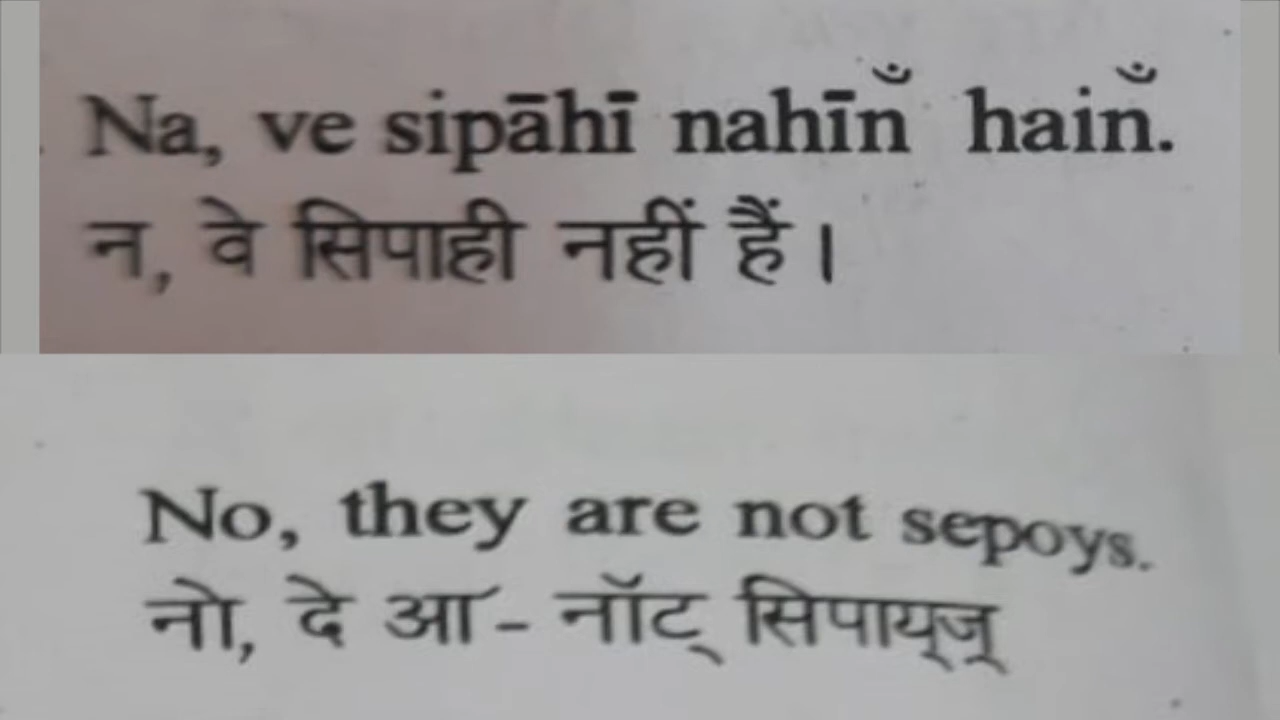 Na, ve sipāhī nahīn̐ hain̐.
न, वे सिपाही नहीं हैं।
No, they are not sepoys.
नो, दे आ - नॉट् सिपाय्ज़्